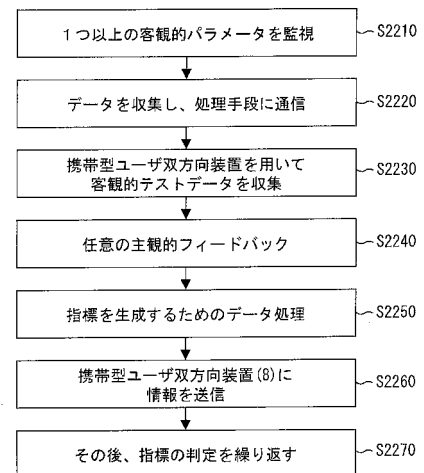 1つ以上の客観的パラメータを監視
S2210
データを収集し、処理手段に通信
S2220
携帯型ユーザ双方向装置を用いて
客観的テストデータを収集
S2230
任意の主観的フィードバック
S2240
指標を生成するためのデータ処理
S2250
携帯型ユーザ双方向装置(8)に
情報を送信
S2260
その後、指標の判定を繰り返す
S2270